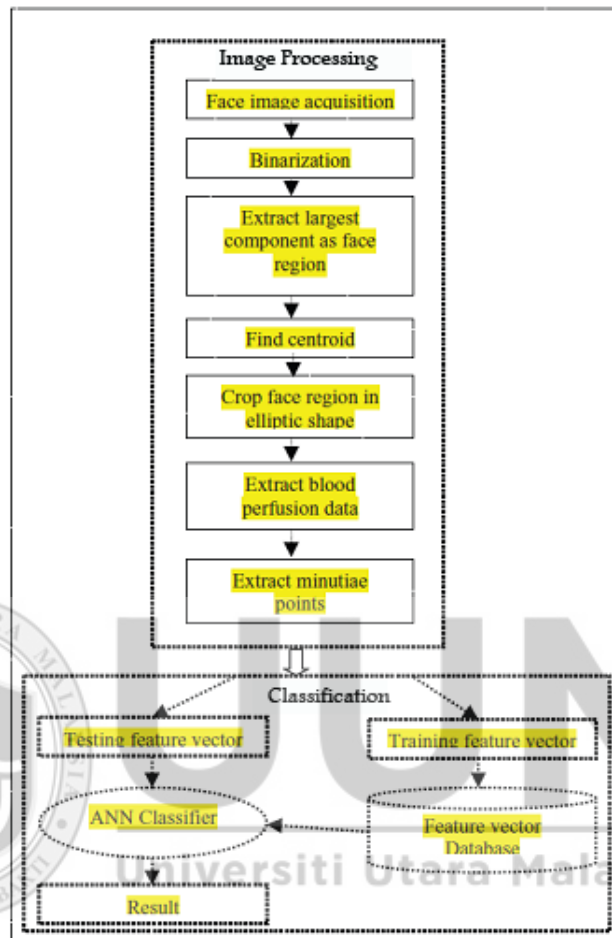 Image Processing
Face image acquisition
Binarization
Extract largest
component as face
region
Find centroid
Crop face region in
elliptic shape
Extract blood
perfusion data
Extract minutiae
points
UUM
Classification
Testing feature vector
Training feature vector
ANN Classifier
Feature vector
Database
Universiti Utara Mala
Result